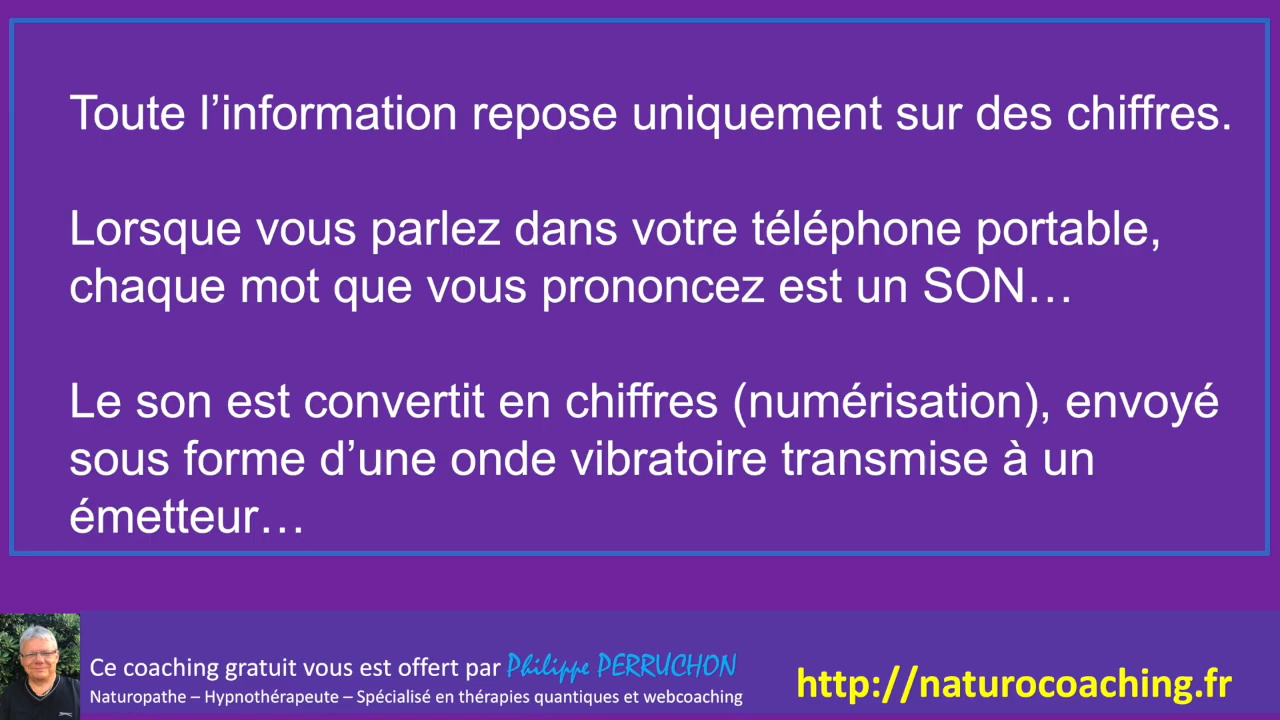 Toute l’information repose uniquement sur des chiffres.
Lorsque vous parlez dans votre téléphone portable,
chaque mot que vous prononcez est un SON…
Le son est convertit en chiffres (numérisation), envoyé
sous forme d’une onde vibratoire transmise à un
émetteur…
Ce coaching gratuit vous est offert par Philippe PERRUCHON
Naturopathe – Hypnothérapeute – Spécialisé en thérapies quantiques et webcoaching
http://naturocoaching.fr